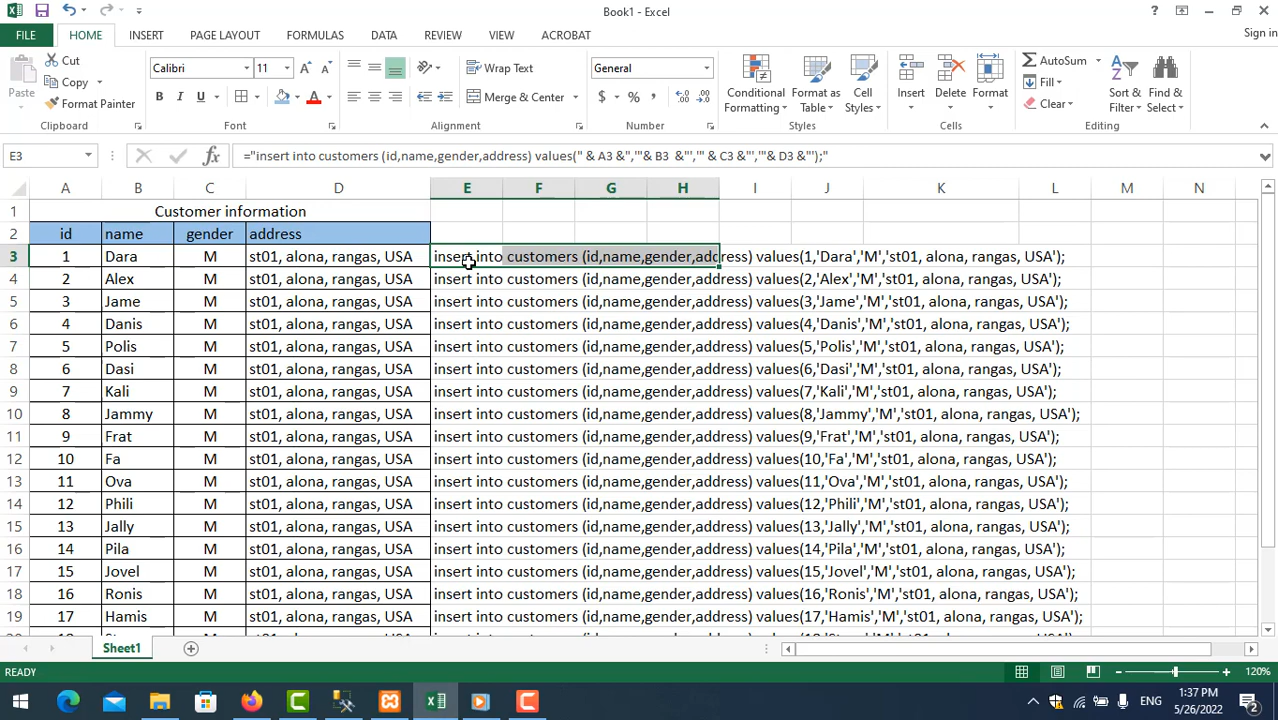 Book1 - Excel
Sign in
FILE HOME INSERT PAGE LAYOUT FORMULAS DATA REVIEW VIEW ACROBAT
Paste
Cut
Copy
Format Painter
Clipboard
Calibri 11
B I U
Font
Wrap Text
Merge & Center
Alignment
General
$ % ,
Number
Conditional Formatting
Format as Table
Cell Styles
Styles
Insert Delete Format
Cells
AutoSum
Fill
Clear
Sort & Filter
Find & Select
Editing
E3 fx ="insert into customers (id,name,gender,address) values(" & A3 &",'"& B3 &"','" & C3 &"','"& D3 &"');"
A B C D E F G H I J K L M N
1 Customer information
2 id name gender address
3 1 Dara M st01, alona, rangas, USA insert into customers (id,name,gender,address) values(1,'Dara','M','st01, alona, rangas, USA');
4 2 Alex M st01, alona, rangas, USA insert into customers (id,name,gender,address) values(2,'Alex','M','st01, alona, rangas, USA');
5 3 Jame M st01, alona, rangas, USA insert into customers (id,name,gender,address) values(3,'Jame','M','st01, alona, rangas, USA');
6 4 Danis M st01, alona, rangas, USA insert into customers (id,name,gender,address) values(4,'Danis','M','st01, alona, rangas, USA');
7 5 Polis M st01, alona, rangas, USA insert into customers (id,name,gender,address) values(5,'Polis','M','st01, alona, rangas, USA');
8 6 Dasi M st01, alona, rangas, USA insert into customers (id,name,gender,address) values(6,'Dasi','M','st01, alona, rangas, USA');
9 7 Kali M st01, alona, rangas, USA insert into customers (id,name,gender,address) values(7,'Kali','M','st01, alona, rangas, USA');
10 8 Jammy M st01, alona, rangas, USA insert into customers (id,name,gender,address) values(8,'Jammy','M','st01, alona, rangas, USA');
11 9 Frat M st01, alona, rangas, USA insert into customers (id,name,gender,address) values(9,'Frat','M','st01, alona, rangas, USA');
12 10 Fa M st01, alona, rangas, USA insert into customers (id,name,gender,address) values(10,'Fa','M','st01, alona, rangas, USA');
13 11 Ova M st01, alona, rangas, USA insert into customers (id,name,gender,address) values(11,'Ova','M','st01, alona, rangas, USA');
14 12 Phili M st01, alona, rangas, USA insert into customers (id,name,gender,address) values(12,'Phili','M','st01, alona, rangas, USA');
15 13 Jally M st01, alona, rangas, USA insert into customers (id,name,gender,address) values(13,'Jally','M','st01, alona, rangas, USA');
16 14 Pila M st01, alona, rangas, USA insert into customers (id,name,gender,address) values(14,'Pila','M','st01, alona, rangas, USA');
17 15 Jovel M st01, alona, rangas, USA insert into customers (id,name,gender,address) values(15,'Jovel','M','st01, alona, rangas, USA');
18 16 Ronis M st01, alona, rangas, USA insert into customers (id,name,gender,address) values(16,'Ronis','M','st01, alona, rangas, USA');
19 17 Hamis M st01, alona, rangas, USA insert into customers (id,name,gender,address) values(17,'Hamis','M','st01, alona, rangas, USA');
Sheet1
READY 120%
ENG 1:37 PM
5/26/2022 2